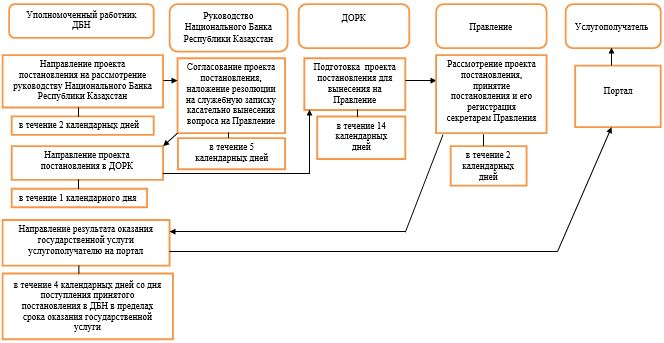 Уполномоченный работник
ДБН
Руководство
Национального Банка
Республики Казахстан
ДОРК
Правление
Услугополучатель
Направление проекта
постановления на рассмотрение
руководству Национального Банка
Республики Казахстан
в течение 2 календарных дней
Согласование проекта
постановления,
наложение резолюции
на служебную записку
касательно вынесения
вопроса на Правление
в течение 5
календарных дней
Подготовка проекта
постановления для
вынесения на
Правление
в течение 14
календарных
дней
Рассмотрение проекта
постановления,
принятие
постановления и его
регистрация
секретарем Правления
в течение 2
календарных
дней
Портал
Направление проекта
постановления в ДОРК
в течение 1 календарного дня
Направление результата оказания
государственной услуги
услугополучателю на портал
в течение 4 календарных дней со дня
поступления принятого
постановления в ДБН в пределах
срока оказания государственной
услуги